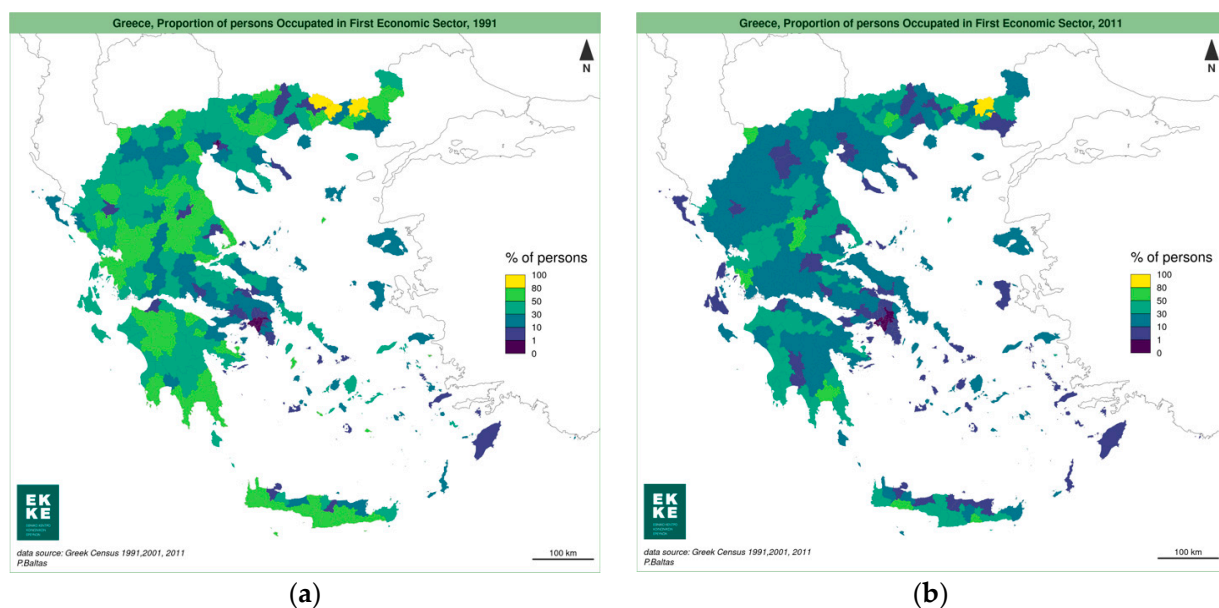 Greece, Proportion of persons Occupated in First Economic Sector, 1991
N
% of persons
100
80
50
30
10
1
0
EK
KE
data source: Greek Census 1991,2001, 2011
P.Baltas
100 km
(a)
Greece, Proportion of persons Occupated in First Economic Sector, 2011
N
% of persons
100
80
50
30
10
1
0
EK
KE
data source: Greek Census 1991,2001, 2011
P.Baltas
100 km
(b)